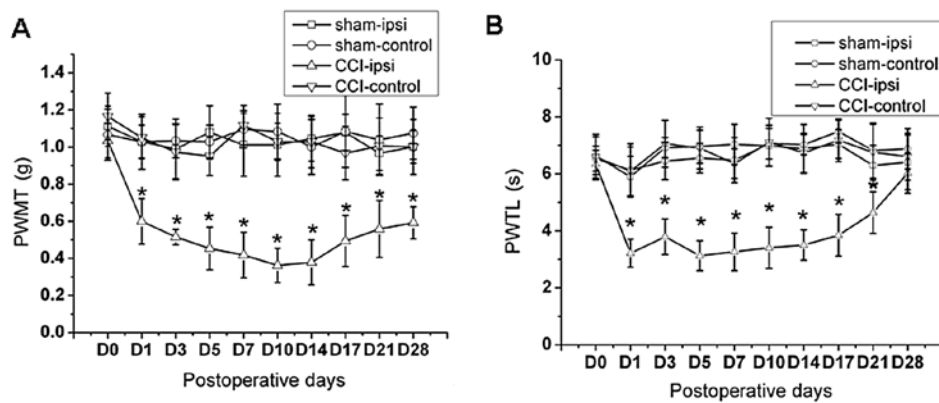 A
sham-ipsi
sham-control
CCI-ipsi
CCI-control
1.4
1.2
1.0
0.8
0.6
0.4
0.2
0.0
PWMT (g)
* * * * * * * * *
D0 D1 D3 D5 D7 D10 D14 D17 D21 D28
Postoperative days
B
sham-ipsi
sham-control
CCI-ipsi
CCI-control
10
8
6
4
2
0
PWTL (s)
* * * * * * * *
D0 D1 D3 D5 D7 D10 D14 D17 D21 D28
Postoperative days